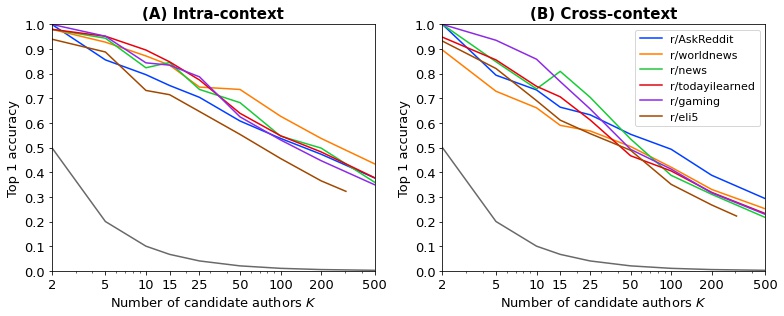 (A) Intra-context
Top 1 accuracy
1.0
0.9
0.8
0.7
0.6
0.5
0.4
0.3
0.2
0.1
0.0
2 5 10 15 25 50 100 200 500
Number of candidate authors K
(B) Cross-context
Top 1 accuracy
1.0
0.9
0.8
0.7
0.6
0.5
0.4
0.3
0.2
0.1
0.0
r/AskReddit
r/worldnews
r/news
r/todayilearned
r/gaming
r/eli5
2 5 10 15 25 50 100 200 500
Number of candidate authors K